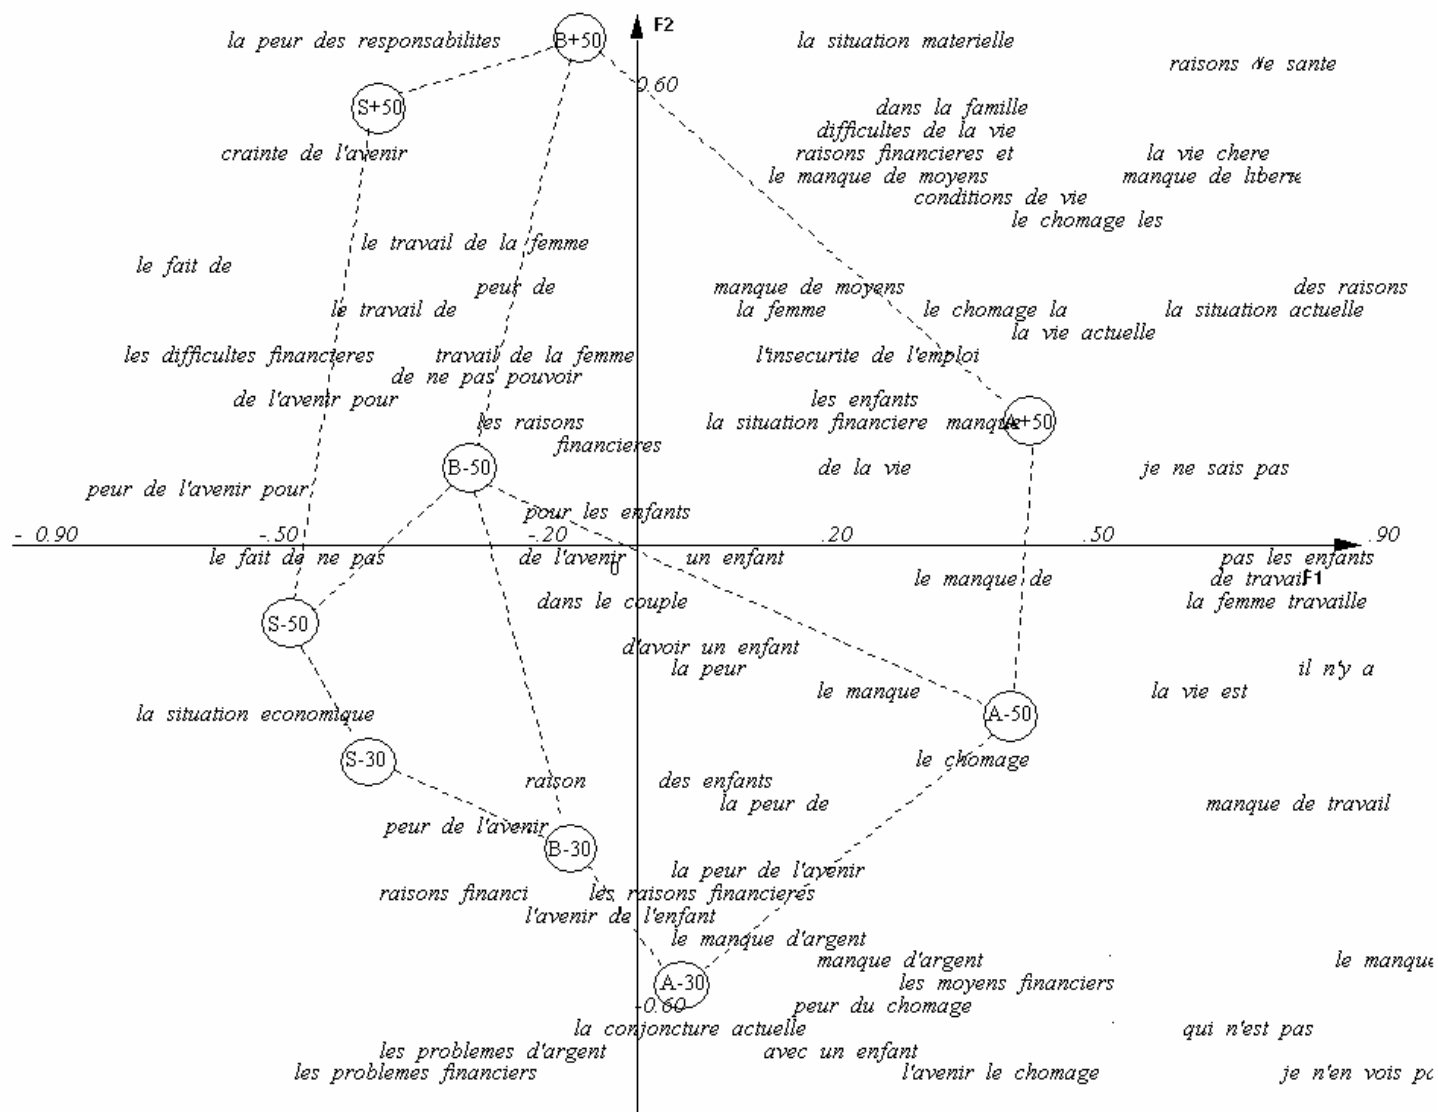 F2
la peur des responsabilites B+50 la situation materielle
raisons de sante
0.60
S+50 dans la famille
difficultes de la vie
crainte de l'avenir raisons financieres et la vie chere
le manque de moyens manque de liberte
conditions de vie
le chomage les
le travail de la femme
le fait de
peur de manque de moyens des raisons
le travail de la femme le chomage la la situation actuelle
la vie actuelle
les difficultes financieres travail de la femme l'insecurite de l'emploi
de ne pas pouvoir
de l'avenir pour les enfants
les raisons la situation financiere manque A+50
financieres
B-50 de la vie je ne sais pas
peur de l'avenir pour
pour les enfants
- 0.90 -.50 -.20 .20 .50 .90
le fait de ne pas de l'avenir un enfant pas les enfants
0 le manque de de travail F1
dans le couple la femme travaille
S-50
d'avoir un enfant
la peur il n'y a
le manque la vie est
la situation economique A-50
S-30 le chomage
raison des enfants
la peur de manque de travail
peur de l'avenir
B-30
la peur de l'avenir
raisons financi les raisons financieres
l'avenir de l'enfant
le manque d'argent
manque d'argent le manque
A-30 les moyens financiers
-0.60 peur du chomage
la conjoncture actuelle qui n'est pas
les problemes d'argent avec un enfant
les problemes financiers l'avenir le chomage je n'en vois pa